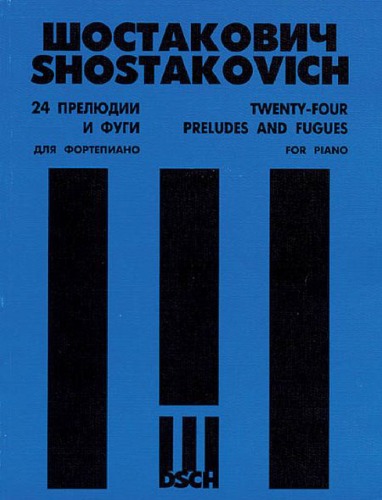 ШОСТАКОВИЧ
SHOSTAKOVICH
24 ПРЕЛЮДИИ
И ФУГИ
ДЛЯ ФОРТЕПИАНО
TWENTY-FOUR
PRELUDES AND FUGUES
FOR PIANO
DSCH